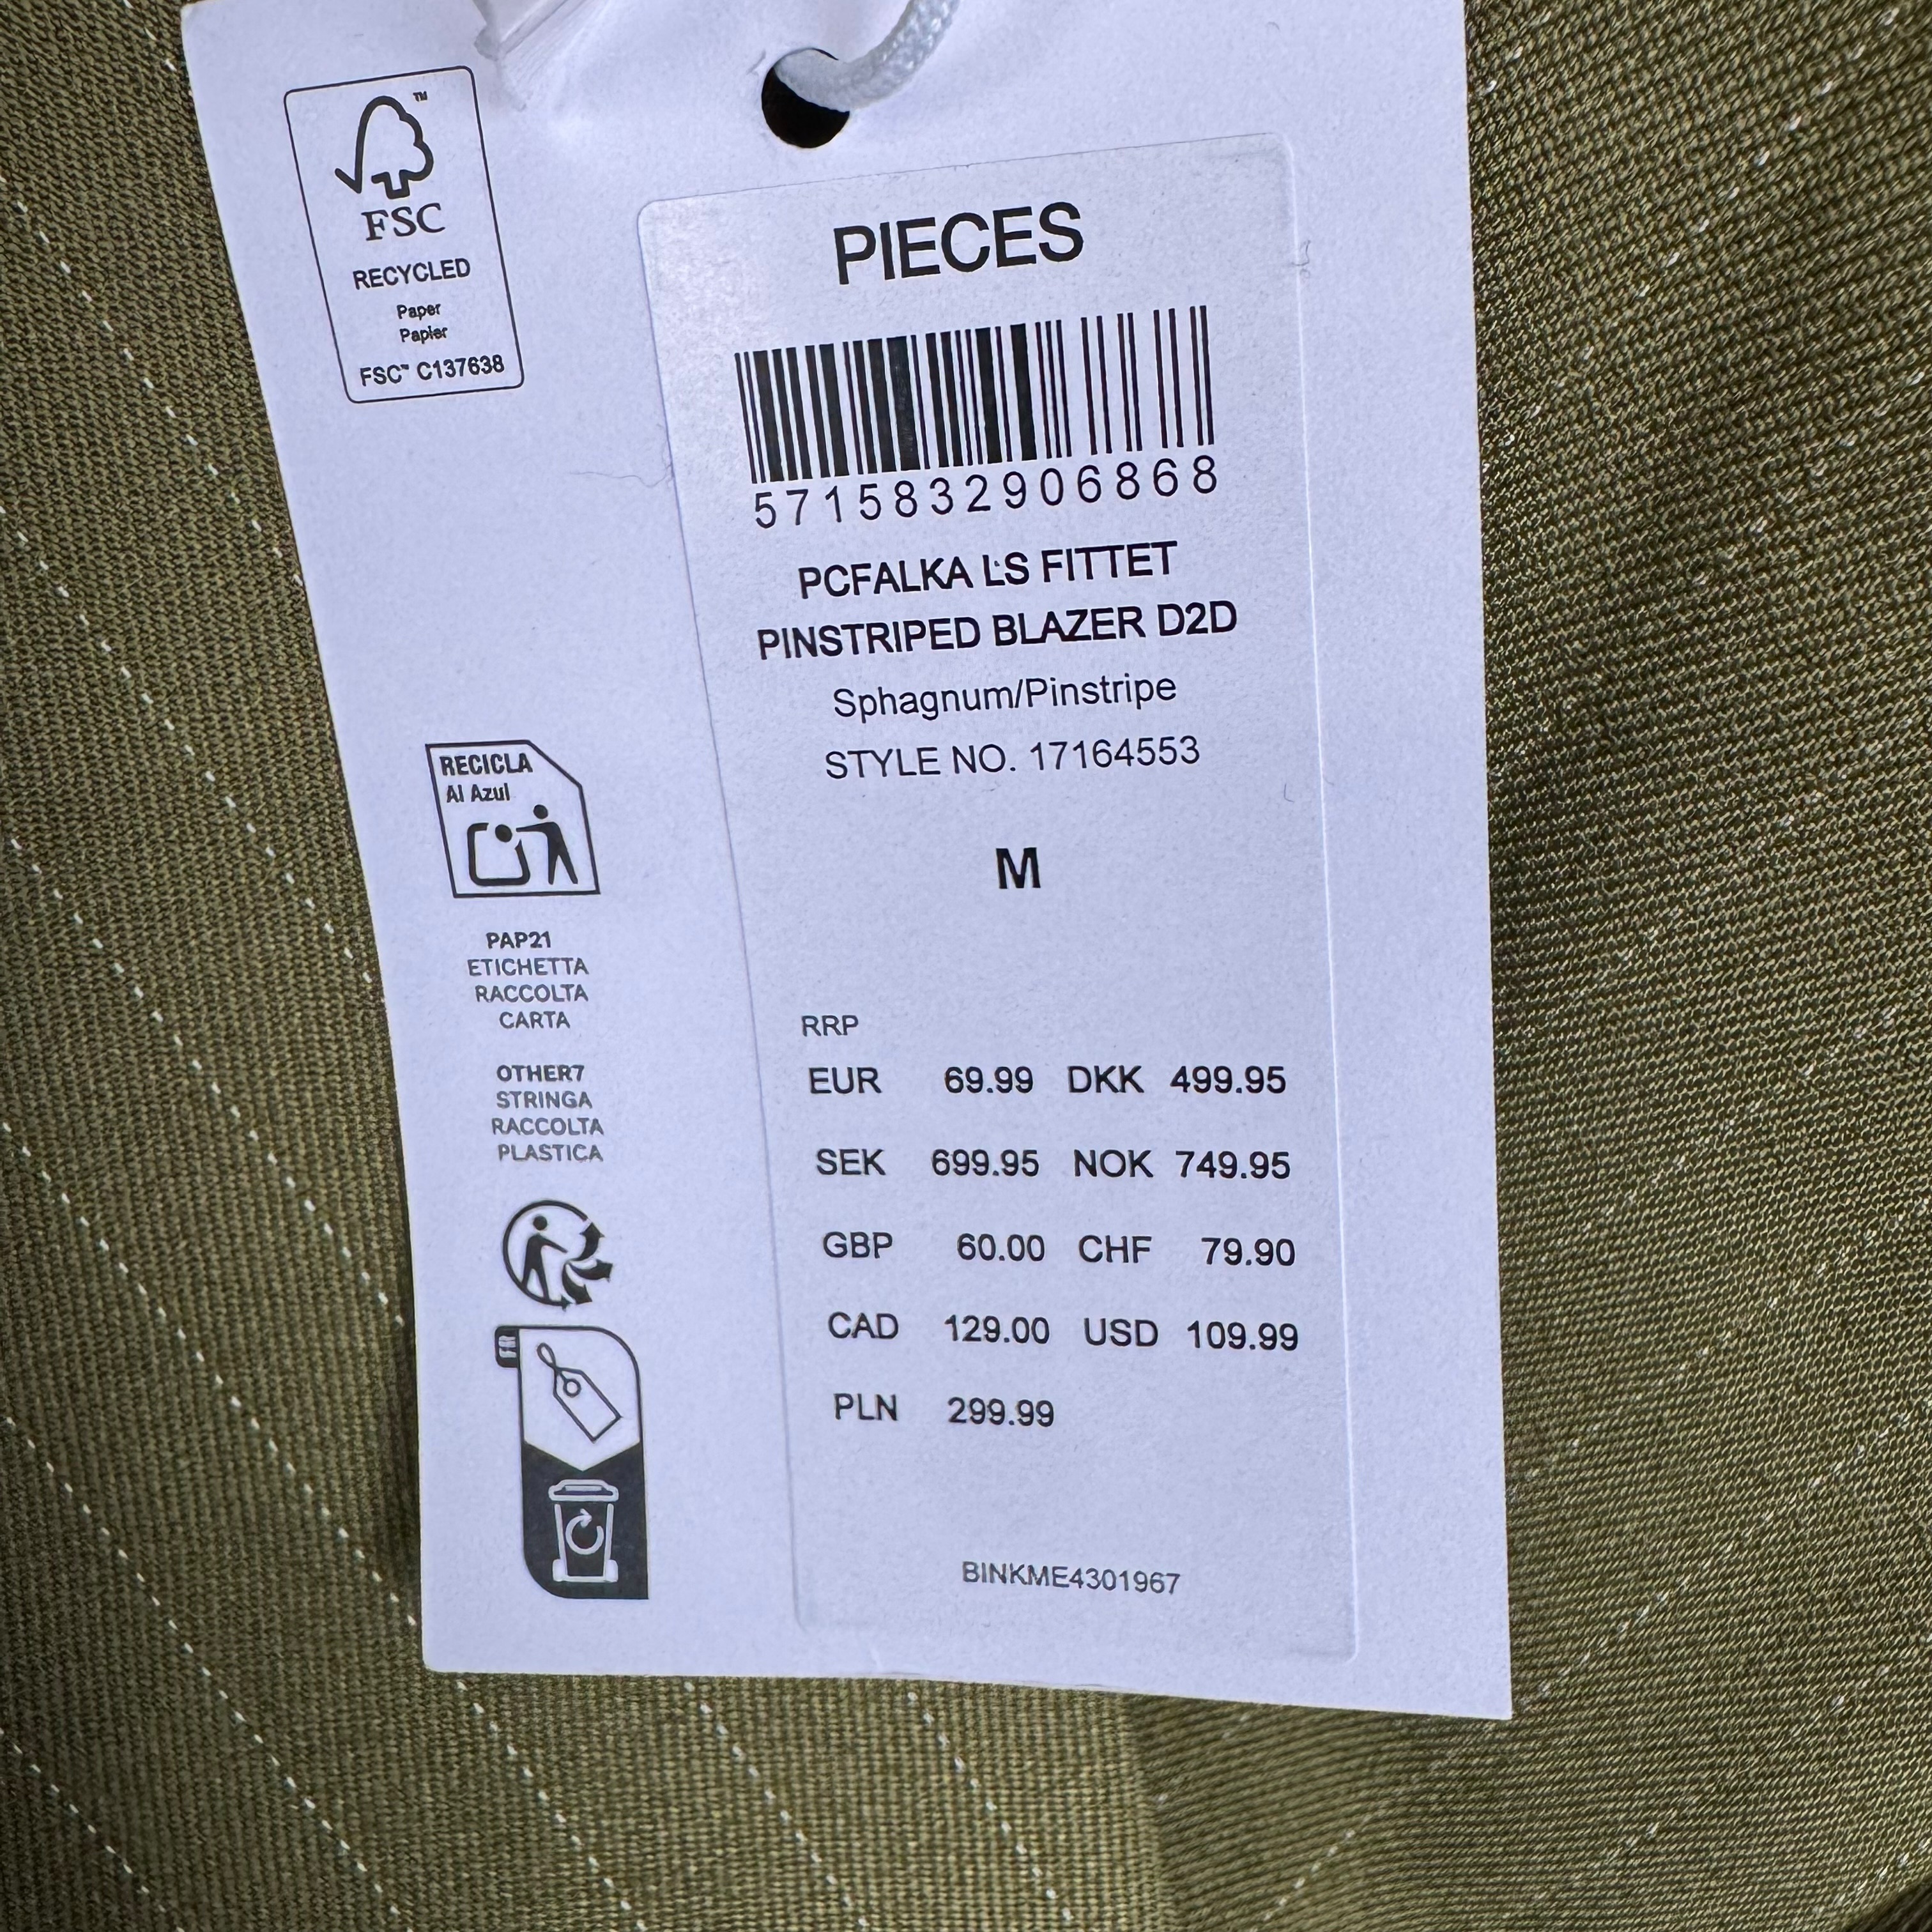 FSC™
RECYCLED
Paper
Papier
FSC™ C137638
PIECES
5715832906868
PCFALKA LS FITTET
PINSTRIPED BLAZER D2D
Sphagnum/Pinstripe
STYLE NO. 17164553
M
RECICLA
Al Azul
PAP21
ETICHETTA
RACCOLTA
CARTA
OTHER7
STRINGA
RACCOLTA
PLASTICA
FR
RRP
EUR 69.99 DKK 499.95
SEK 699.95 NOK 749.95
GBP 60.00 CHF 79.90
CAD 129.00 USD 109.99
PLN 299.99
BINKME4301967